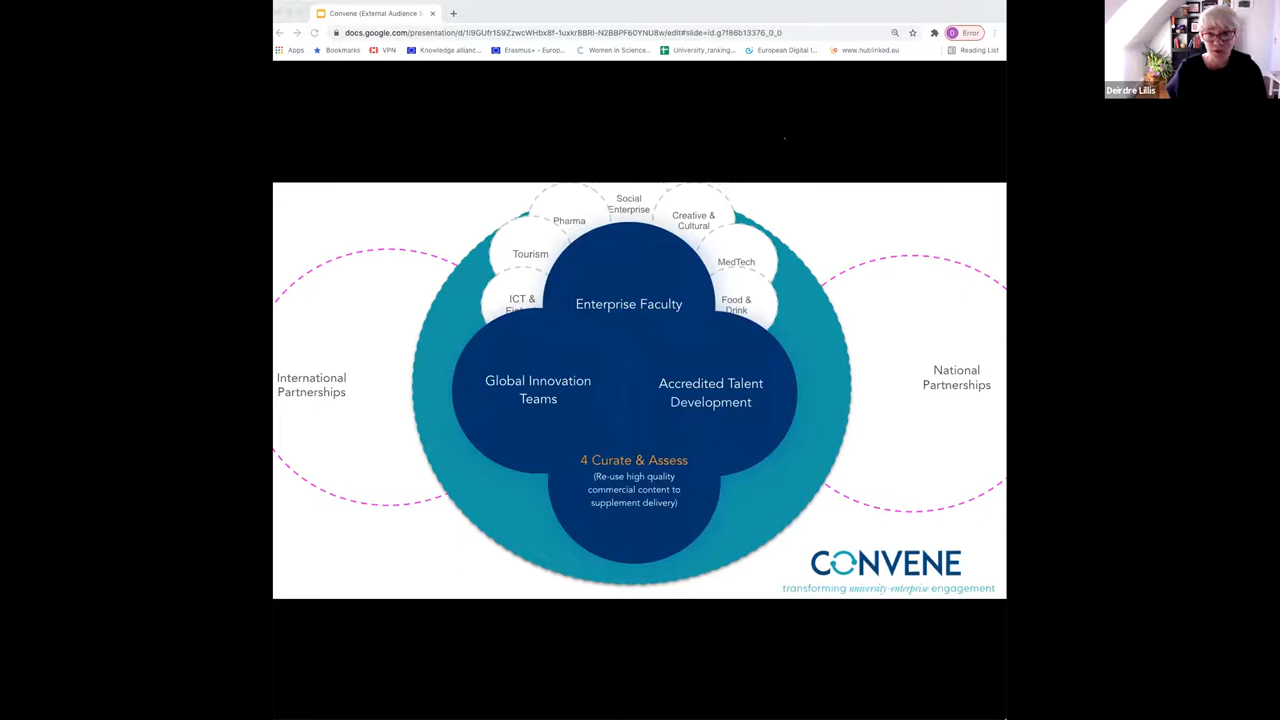 Convene (External Audience S
docs.google.com/presentation/d/1i9GUfr1S9ZzwcWHbx8f-1uxkrBBRI-N2BBPF60YNU8w/edit#slide=id.g7f86b13376_0_0
Error
Apps
Bookmarks
VPN
Knowledge allianc...
Erasmus+ - Europ...
Women in Science...
University_ranking...
European Digital I...
www.hublinked.eu
Reading List
Deirdre Lillis
Social
Enterprise
Pharma
Creative &
Cultural
Tourism
MedTech
ICT &
Food &
Drink
Enterprise Faculty
International
Partnerships
Global Innovation
Teams
Accredited Talent
Development
National
Partnerships
4 Curate & Assess
(Re-use high quality
commercial content to
supplement delivery)
CONVENE
transforming university-enterprise engagement